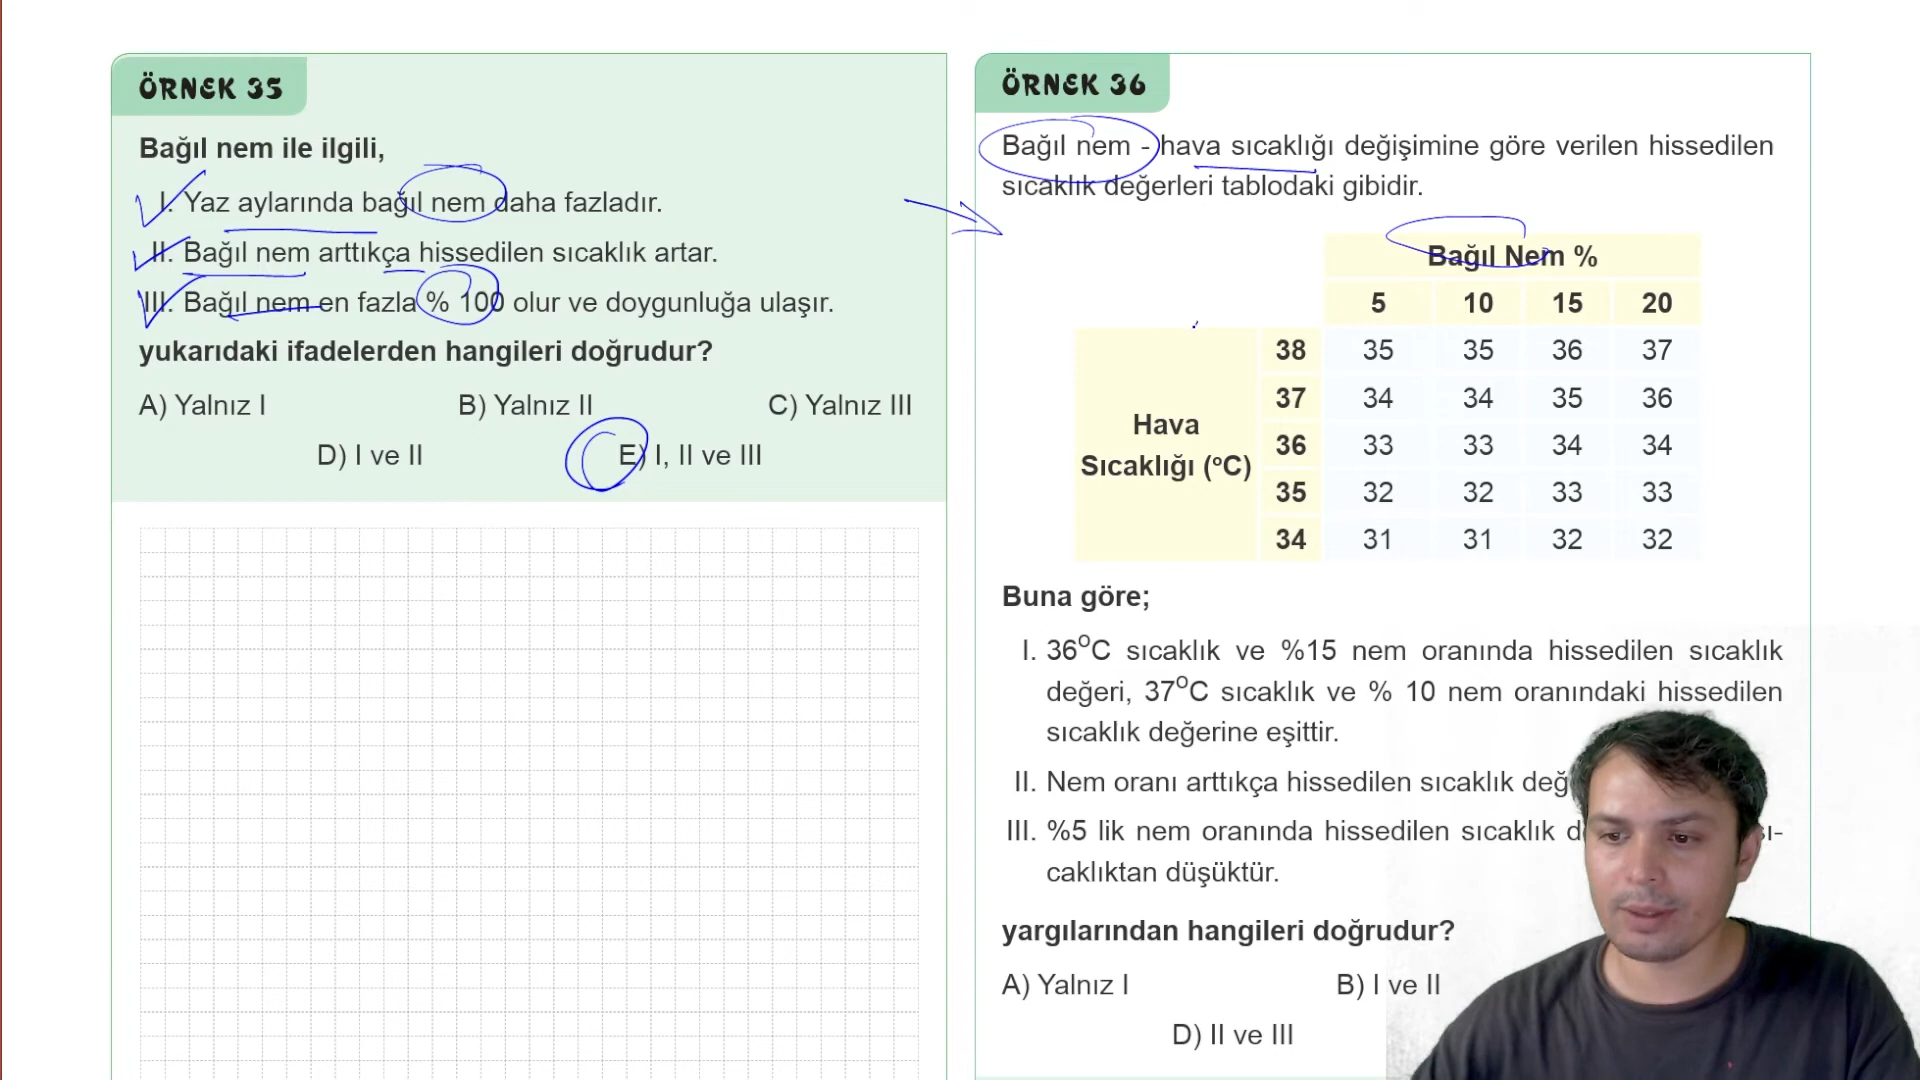 ÖRNEK 35
Bağıl nem ile ilgili,
I. Yaz aylarında bağıl nem daha fazladır.
II. Bağıl nem arttıkça hissedilen sıcaklık artar.
III. Bağıl nem en fazla % 100 olur ve doygunluğa ulaşır.
yukarıdaki ifadelerden hangileri doğrudur?
A) Yalnız I B) Yalnız II C) Yalnız III
D) I ve II E) I, II ve III
ÖRNEK 36
Bağıl nem - hava sıcaklığı değişimine göre verilen hissedilen
sıcaklık değerleri tablodaki gibidir.
Bağıl Nem %
5 10 15 20
Hava
Sıcaklığı (°C)
38 35 35 36 37
37 34 34 35 36
36 33 33 34 34
35 32 32 33 33
34 31 31 32 32
Buna göre;
I. 36°C sıcaklık ve %15 nem oranında hissedilen sıcaklık
değeri, 37°C sıcaklık ve % 10 nem oranındaki hissedilen
sıcaklık değerine eşittir.
II. Nem oranı arttıkça hissedilen sıcaklık
III. %5 lik nem oranında hissedilen sıcaklık
caklıktan düşüktür.
yargılarından hangileri doğrudur?
A) Yalnız I B) I ve II
D) II ve III